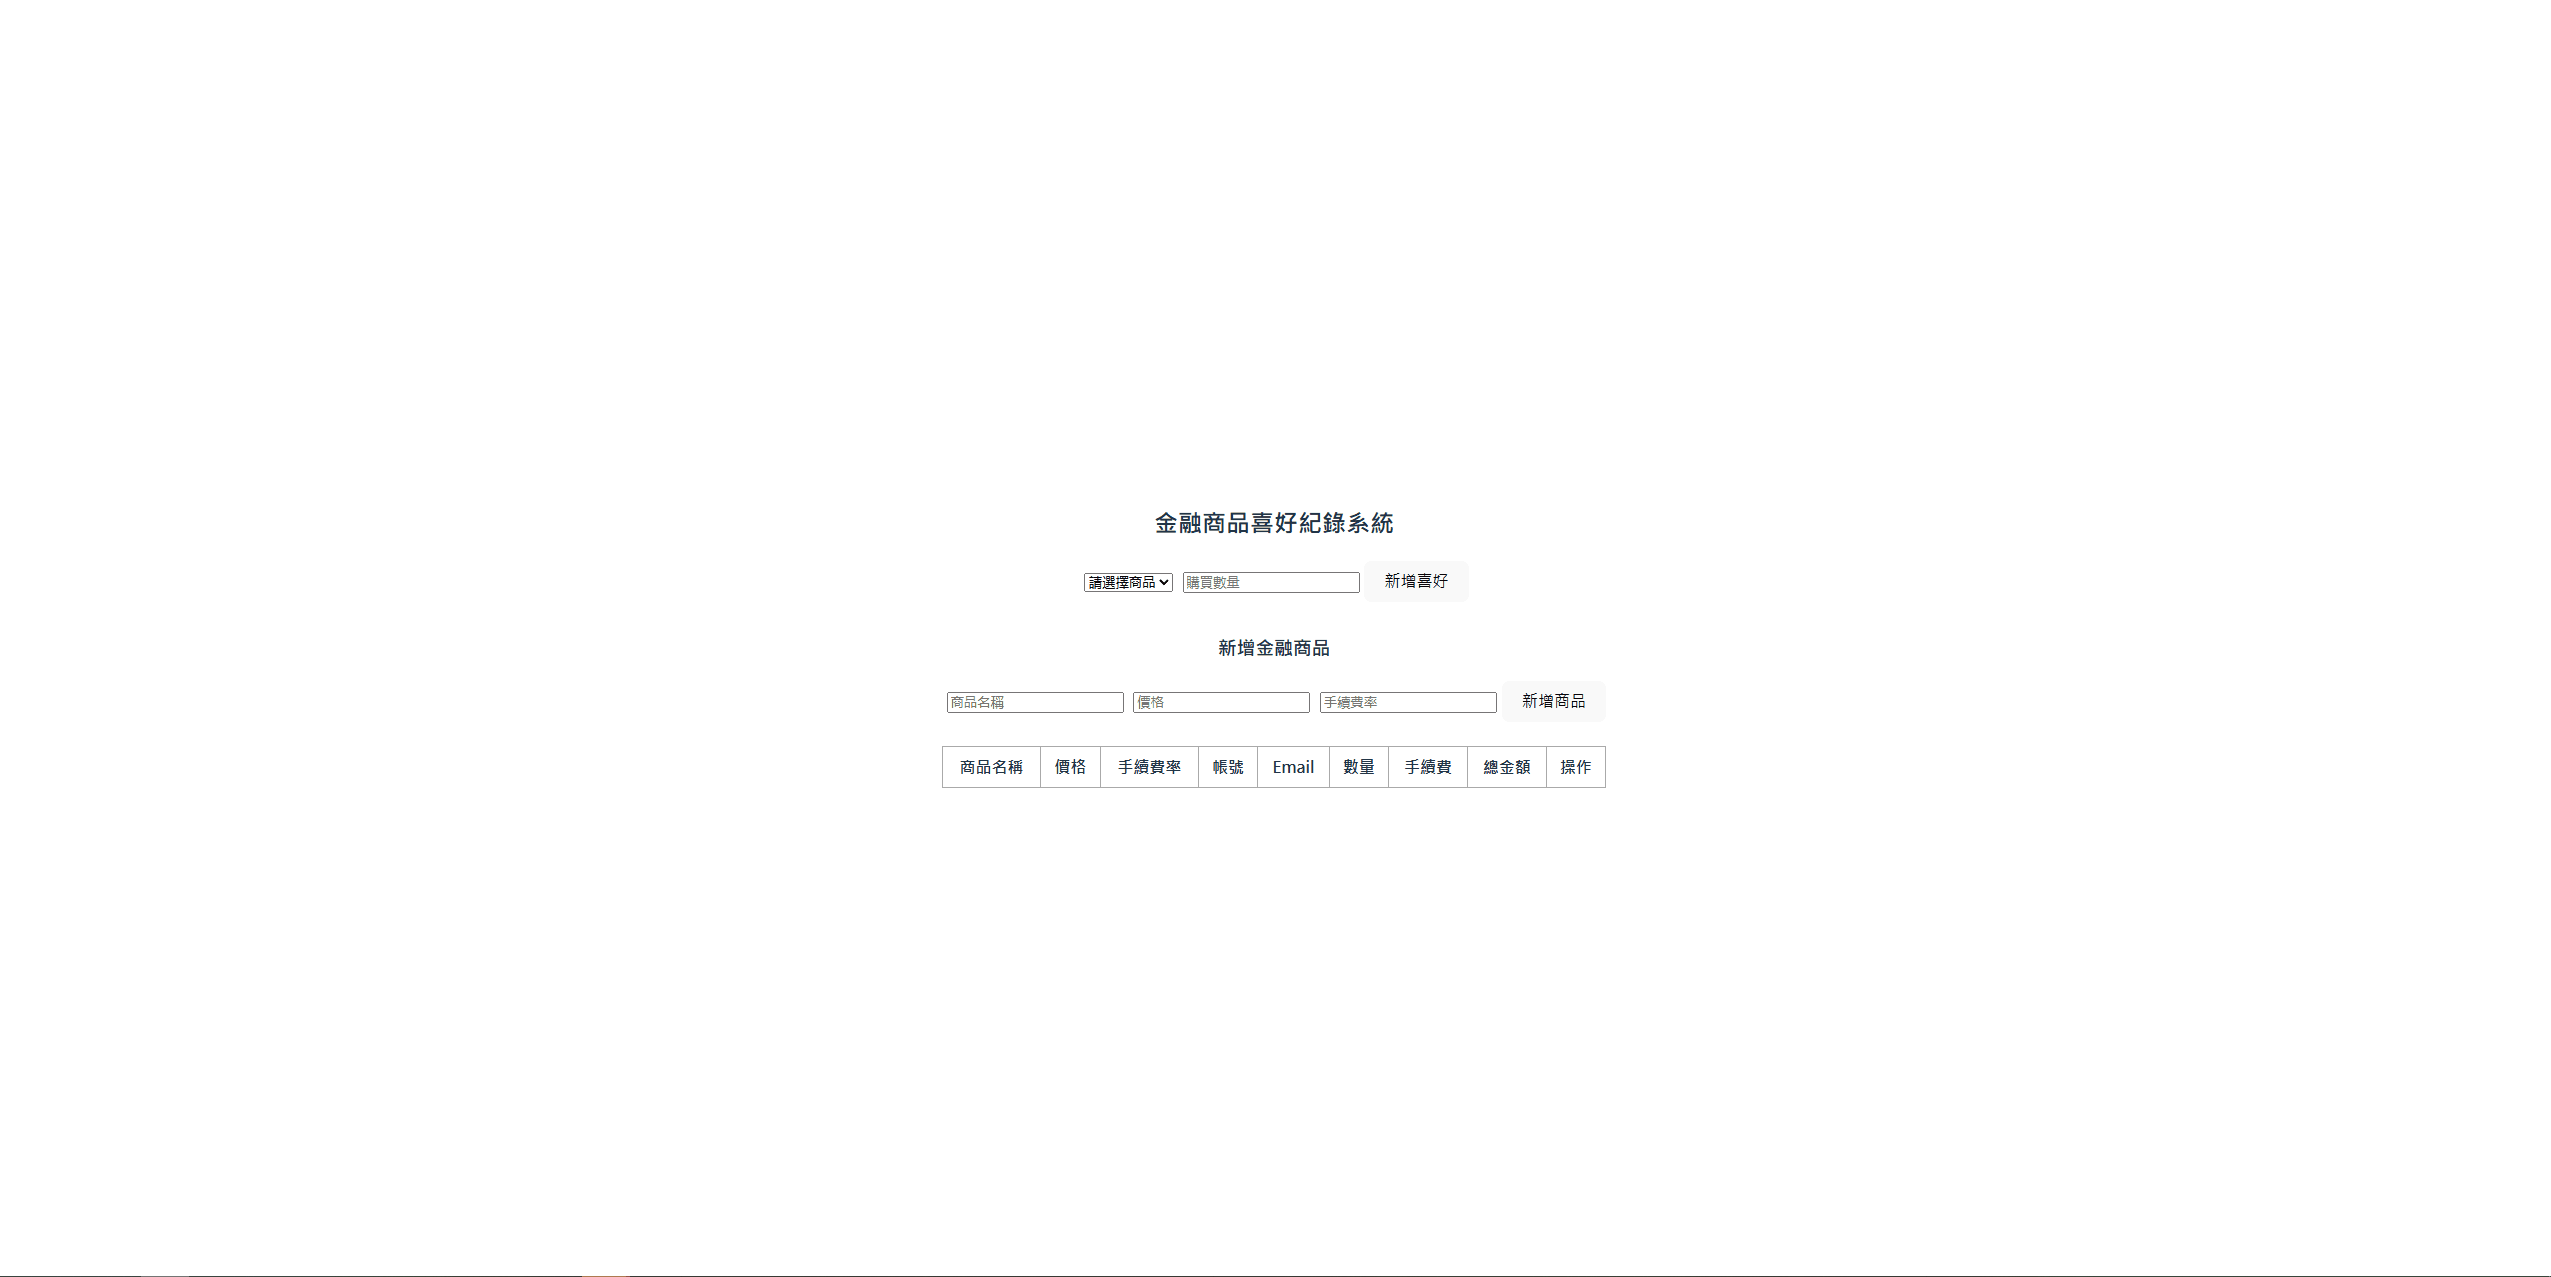 金融商品喜好紀錄系統
請選擇商品 購買數量 新增喜好
新增金融商品
商品名稱 價格 手續費率 新增商品
商品名稱 價格 手續費率 帳號 Email 數量 手續費 總金額 操作